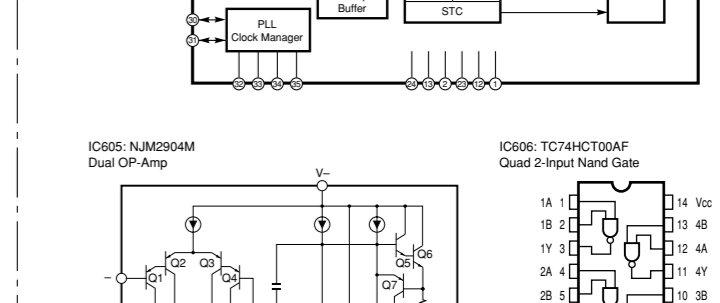 Buffer
STC
30
31
PLL
Clock Manager
32 33 34 35
24 13 2 23 12 1
IC605: NJM2904M
Dual OP-Amp
V–
–
Q1
Q2
Q3
Q4
Q5
Q6
Q7
IC606: TC74HCT00AF
Quad 2-Input Nand Gate
1A 1
1B 2
1Y 3
2A 4
2B 5
14 Vcc
13 4B
12 4A
11 4Y
10 3B